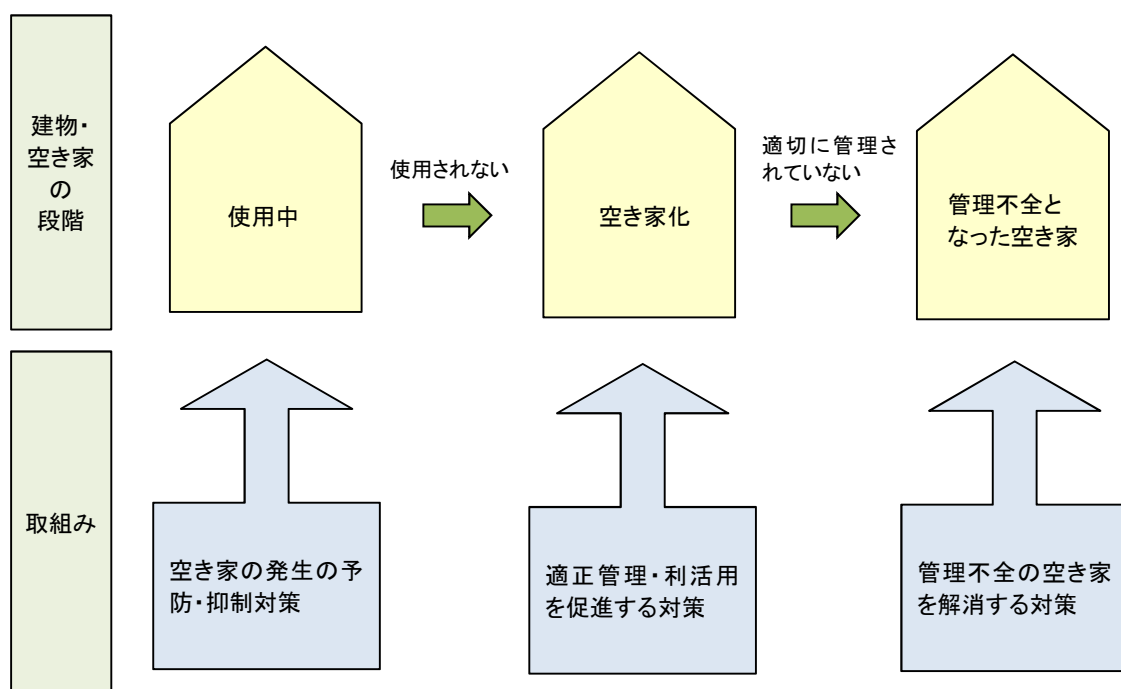 建物・
空き家
の
段階
使用中
使用されない
空き家化
適切に管理さ
れていない
管理不全と
なった空き家
取組み
空き家の発生の予
防・抑制対策
適正管理・利活用
を促進する対策
管理不全の空き家
を解消する対策